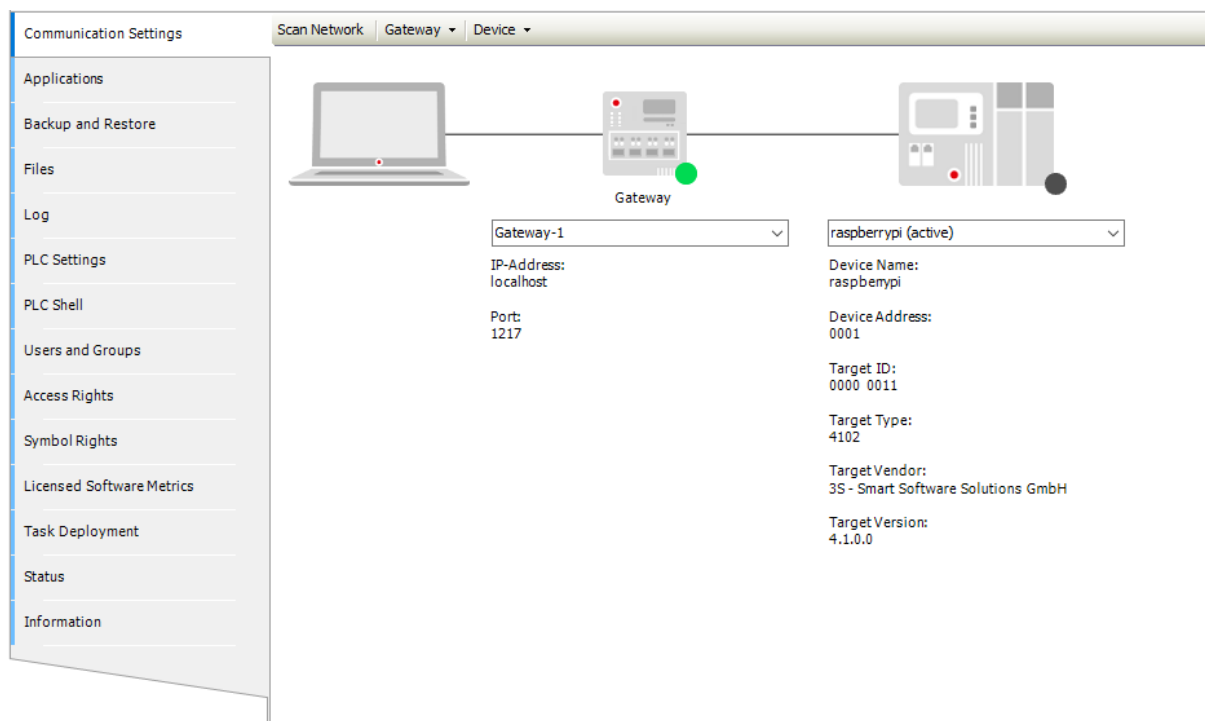 Communication Settings
Applications
Backup and Restore
Files
Log
PLC Settings
PLC Shell
Users and Groups
Access Rights
Symbol Rights
Licensed Software Metrics
Task Deployment
Status
Information
Scan Network Gateway Device
Gateway
Gateway-1
IP-Address:
localhost
Port:
1217
raspberrypi (active)
Device Name:
raspberrypi
Device Address:
0001
Target ID:
0000 0011
Target Type:
4102
Target Vendor:
3S - Smart Software Solutions GmbH
Target Version:
4.1.0.0